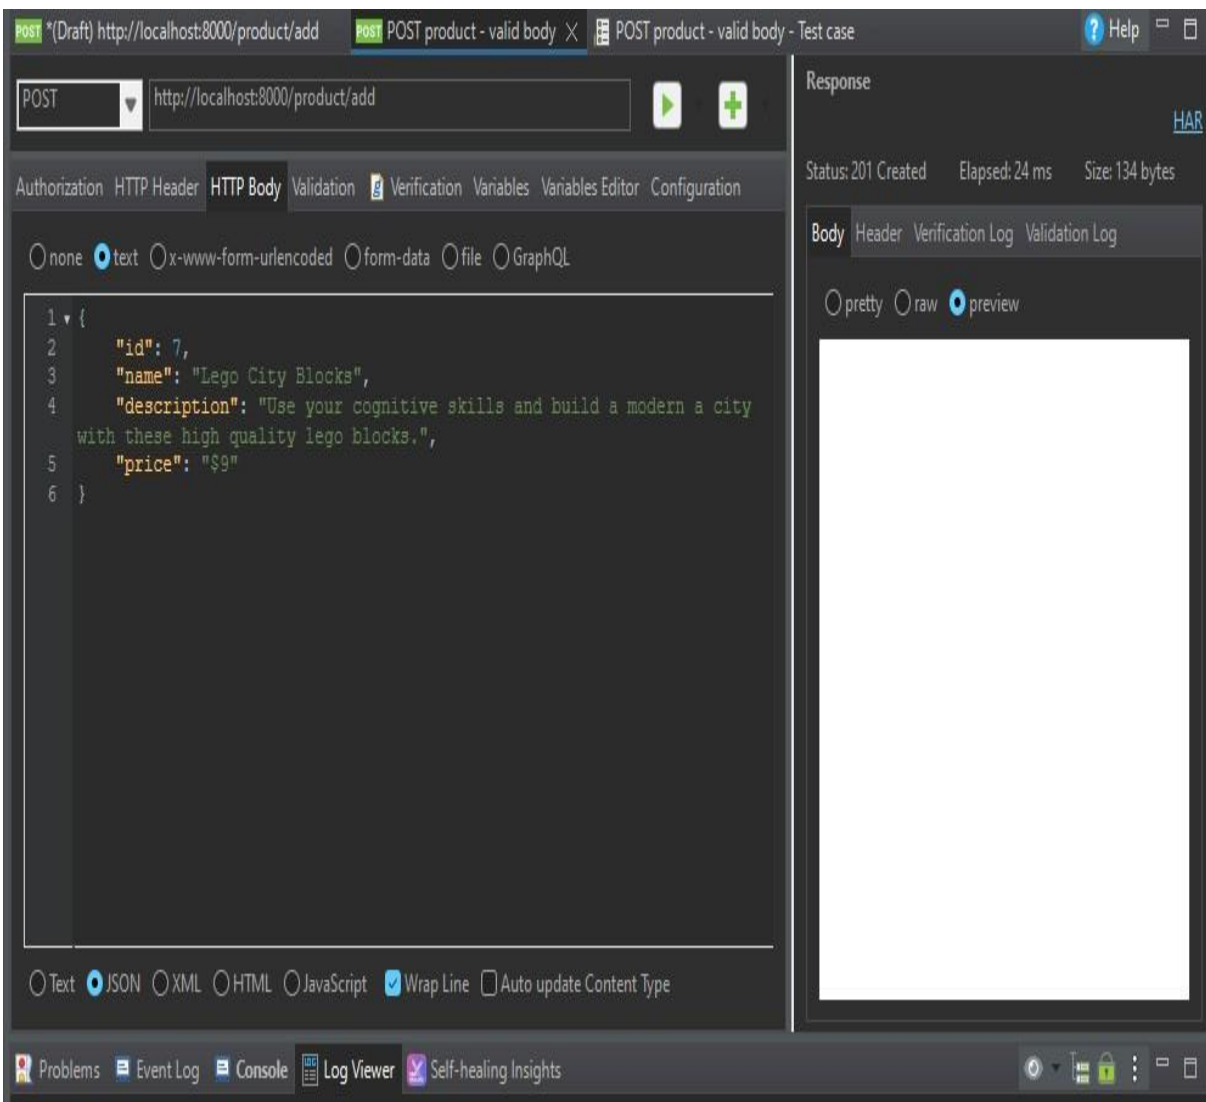 POST *(Draft) http://localhost:8000/product/add POST POST product - valid body POST product - valid body - Test case Help
POST http://localhost:8000/product/add
Authorization HTTP Header HTTP Body Validation Verification Variables Variables Editor Configuration
none text x-www-form-urlencoded form-data file GraphQL
1 {
2 "id": 7,
3 "name": "Lego City Blocks",
4 "description": "Use your cognitive skills and build a modern a city
with these high quality lego blocks.",
5 "price": "$9"
6 }
Text JSON XML HTML JavaScript Wrap Line Auto update Content Type
Response
HAR
Status: 201 Created Elapsed: 24 ms Size: 134 bytes
Body Header Verification Log Validation Log
pretty raw preview
Problems Event Log Console Log Viewer Self-healing Insights